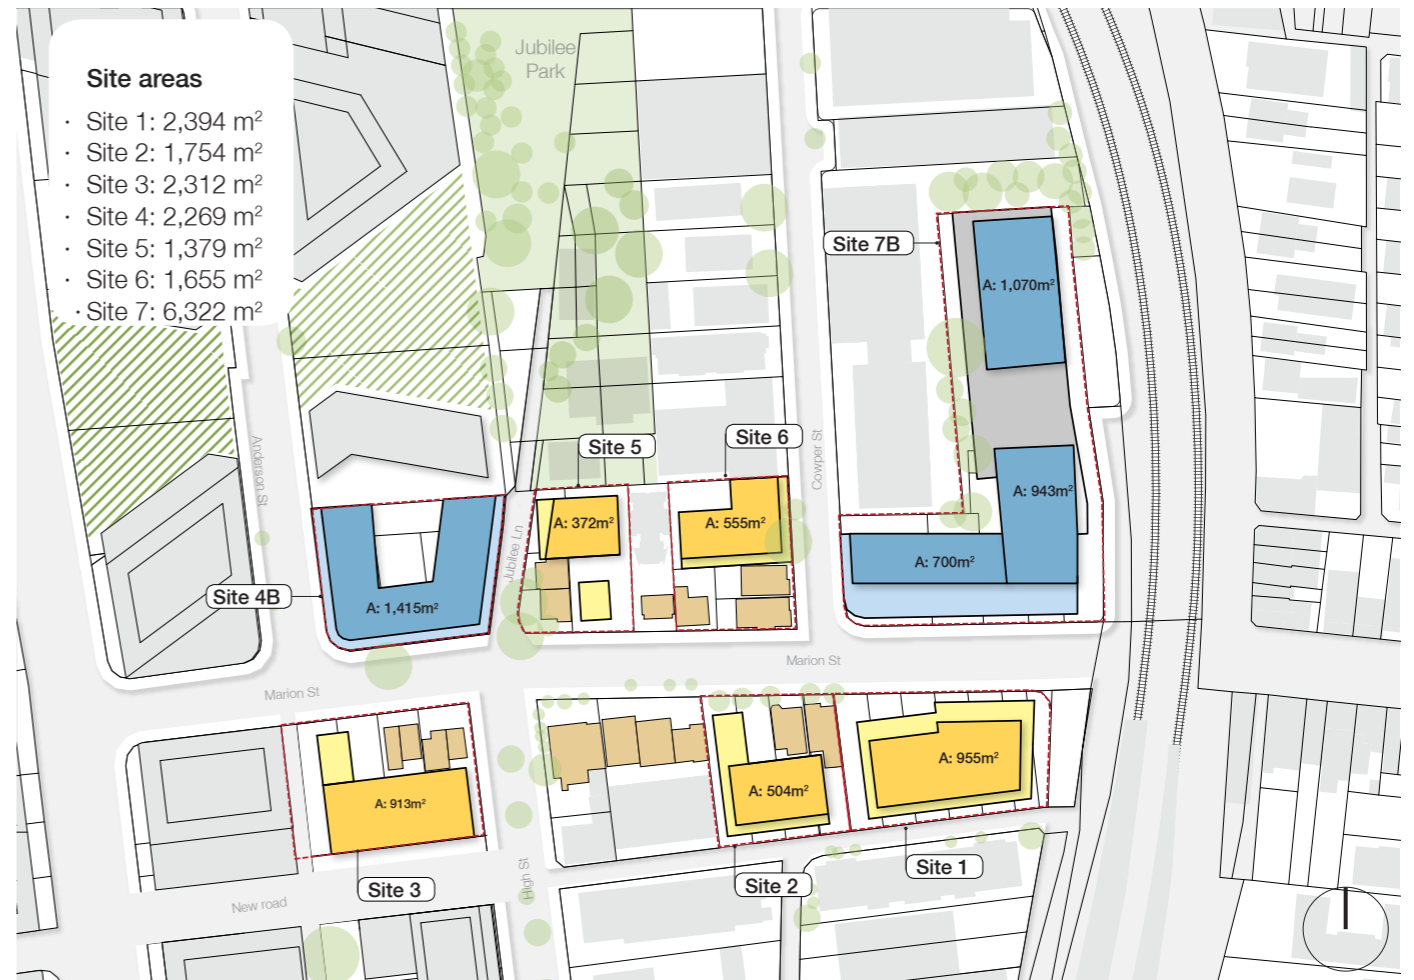 Site areas
· Site 1: 2,394 m²
· Site 2: 1,754 m²
· Site 3: 2,312 m²
· Site 4: 2,269 m²
· Site 5: 1,379 m²
· Site 6: 1,655 m²
· Site 7: 6,322 m²
Jubilee
Park
Site 7B
A: 1,070m²
Site 5
Site 6
Anderson St
Cowper St
A: 943m²
A: 372m²
A: 555m²
Jubilee Ln
A: 700m²
Site 4B
A: 1,415m²
Marion St
Marion St
A: 955m²
A: 504m²
A: 913m²
Site 1
Site 2
Site 3
High St
New road